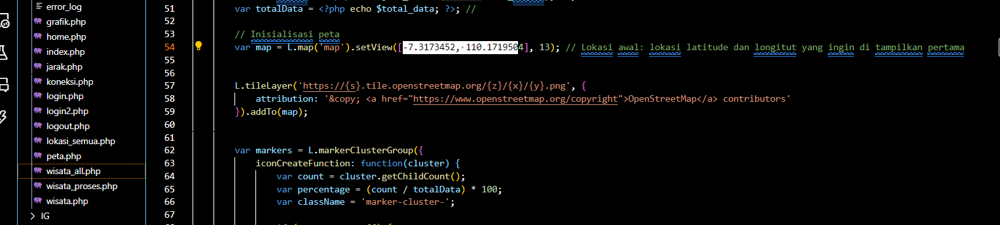 error_log
grafik.php
home.php
index.php
jarak.php
koneksi.php
login.php
login2.php
logout.php
lokasi_semua.php
peta.php
wisata_all.php
wisata_proses.php
wisata.php
IG
51 var totalData = <?php echo $total_data; ?>; //
52
53 // Inisialisasi peta
54 var map = L.map('map').setView([-7.3173452, 110.1719504], 13); // Lokasi awal: lokasi latitude dan longitut yang ingin di tampilkan pertama
55
56
57 L.tileLayer('https://{s}.tile.openstreetmap.org/{z}/{x}/{y}.png', {
58 attribution: '&copy; <a href="https://www.openstreetmap.org/copyright">OpenStreetMap</a> contributors'
59 }).addTo(map);
60
61
62 var markers = L.markerClusterGroup({
63 iconCreateFunction: function(cluster) {
64 var count = cluster.getChildCount();
65 var percentage = (count / totalData) * 100;
66 var className = 'marker-cluster-';
67